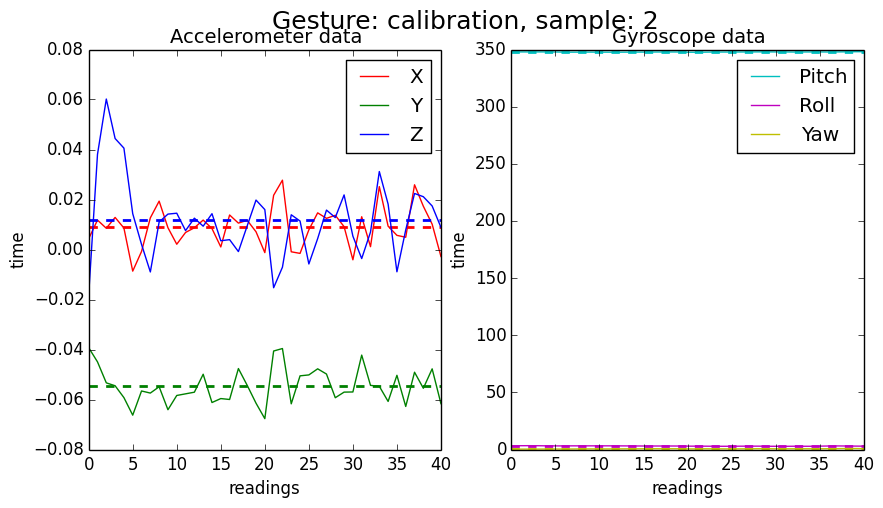 Gesture: calibration, sample: 2
Accelerometer data
0.08
0.06
0.04
0.02
0.00
−0.02
−0.04
−0.06
−0.08
time
0 5 10 15 20 25 30 35 40
readings
X
Y
Z
Gyroscope data
350
300
250
200
150
100
50
0
time
0 5 10 15 20 25 30 35 40
readings
Pitch
Roll
Yaw